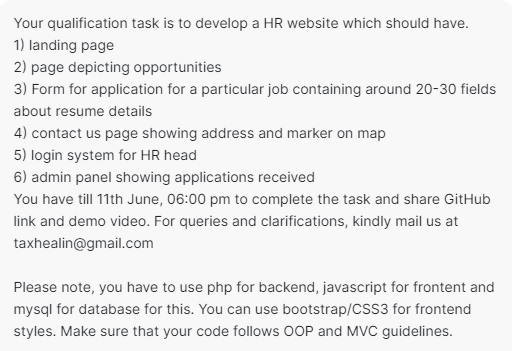 Your qualification task is to develop a HR website which should have.
1) landing page
2) page depicting opportunities
3) Form for application for a particular job containing around 20-30 fields
about resume details
4) contact us page showing address and marker on map
5) login system for HR head
6) admin panel showing applications received
You have till 11th June, 06:00 pm to complete the task and share GitHub
link and demo video. For queries and clarifications, kindly mail us at
taxhealin@gmail.com
Please note, you have to use php for backend, javascript for frontent and
mysql for database for this. You can use bootstrap/CSS3 for frontend
styles. Make sure that your code follows OOP and MVC guidelines.